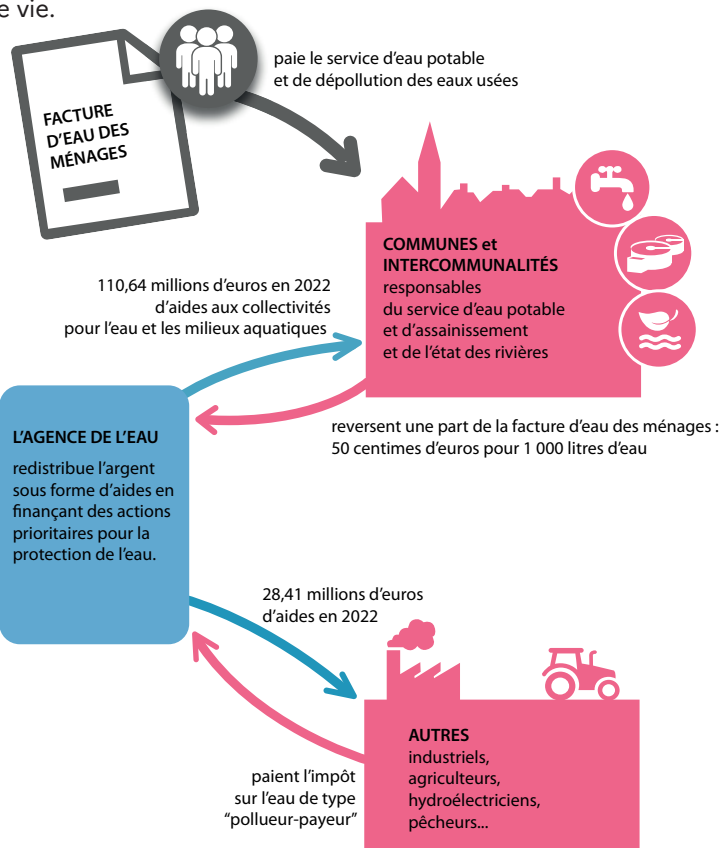 e vie.
FACTURE
D'EAU DES
MÉNAGES
paie le service d'eau potable
et de dépollution des eaux usées
COMMUNES et
INTERCOMMUNALITÉS
responsables
du service d'eau potable
et d'assainissement
et de l'état des rivières
110,64 millions d'euros en 2022
d'aides aux collectivités
pour l'eau et les milieux aquatiques
reversent une part de la facture d'eau des ménages :
50 centimes d'euros pour 1 000 litres d'eau
L'AGENCE DE L'EAU
redistribue l'argent
sous forme d'aides en
finançant des actions
prioritaires pour la
protection de l'eau.
28,41 millions d'euros
d'aides en 2022
paient l'impôt
sur l'eau de type
"pollueur-payeur"
AUTRES
industriels,
agriculteurs,
hydroélectriciens,
pêcheurs...